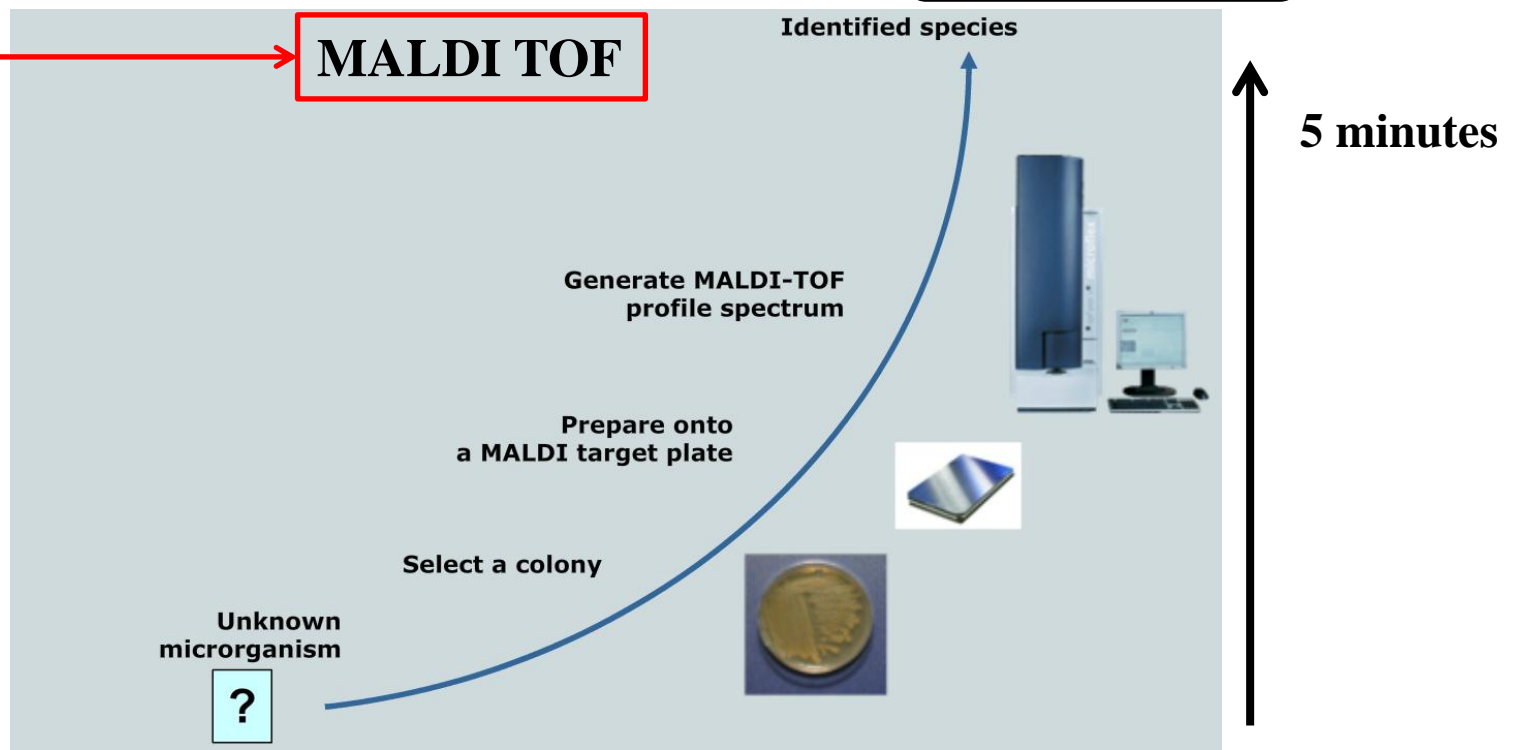 MALDI TOF
Identified species
5 minutes
Generate MALDI-TOF
profile spectrum
microflex
Prepare onto
a MALDI target plate
Select a colony
Unknown
microrganism
?